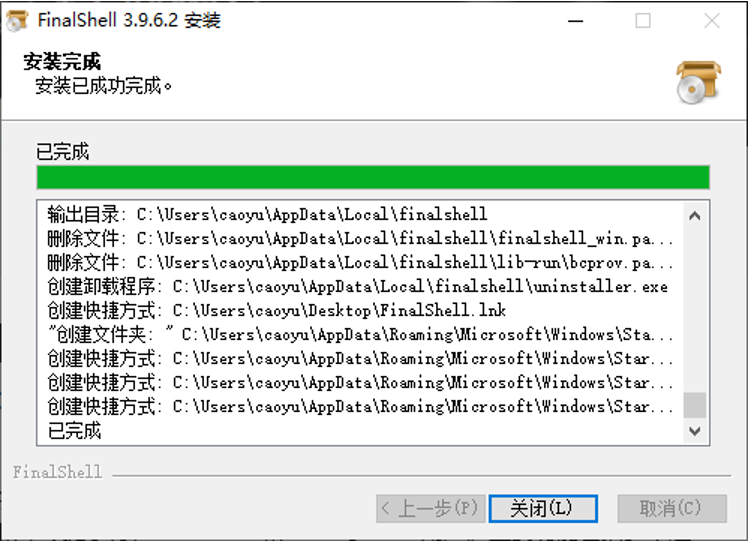 FinalShell 3.9.6.2 安装
安装完成
安装已成功完成。
已完成
输出目录: C:\Users\caoyu\AppData\Local\finalshell
删除文件: C:\Users\caoyu\AppData\Local\finalshell\finalshell_win.pa...
删除文件: C:\Users\caoyu\AppData\Local\finalshell\lib-run\bcprov.pa...
创建卸载程序: C:\Users\caoyu\AppData\Local\finalshell\uninstaller.exe
创建快捷方式: C:\Users\caoyu\Desktop\FinalShell.lnk
"创建文件夹: " C:\Users\caoyu\AppData\Roaming\Microsoft\Windows\Sta...
创建快捷方式: C:\Users\caoyu\AppData\Roaming\Microsoft\Windows\Star...
创建快捷方式: C:\Users\caoyu\AppData\Roaming\Microsoft\Windows\Star...
创建快捷方式: C:\Users\caoyu\AppData\Roaming\Microsoft\Windows\Star...
已完成
FinalShell
< 上一步(P) 关闭(L) 取消(C)